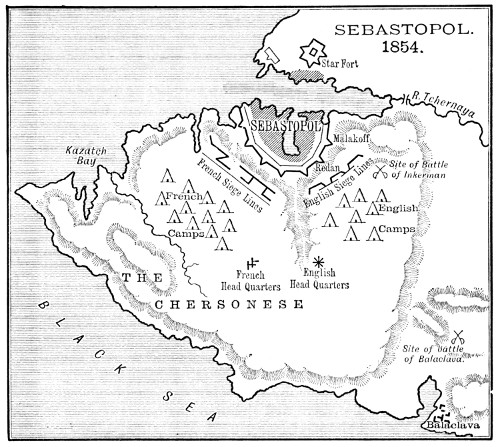 SEBASTOPOL.
1854.
Star Fort
R. Tchernaya
SEBASTOPOL
Malakoff
Kazatch
Bay
Redan
Site of Battle
of Inkerman
French Siege Lines
English Siege Lines
French
Camps
English
Camps
French
Head Quarters
English
Head Quarters
THE
CHERSONESE
BLACK SEA
Site of battle
of Balaclava.
Balaclava